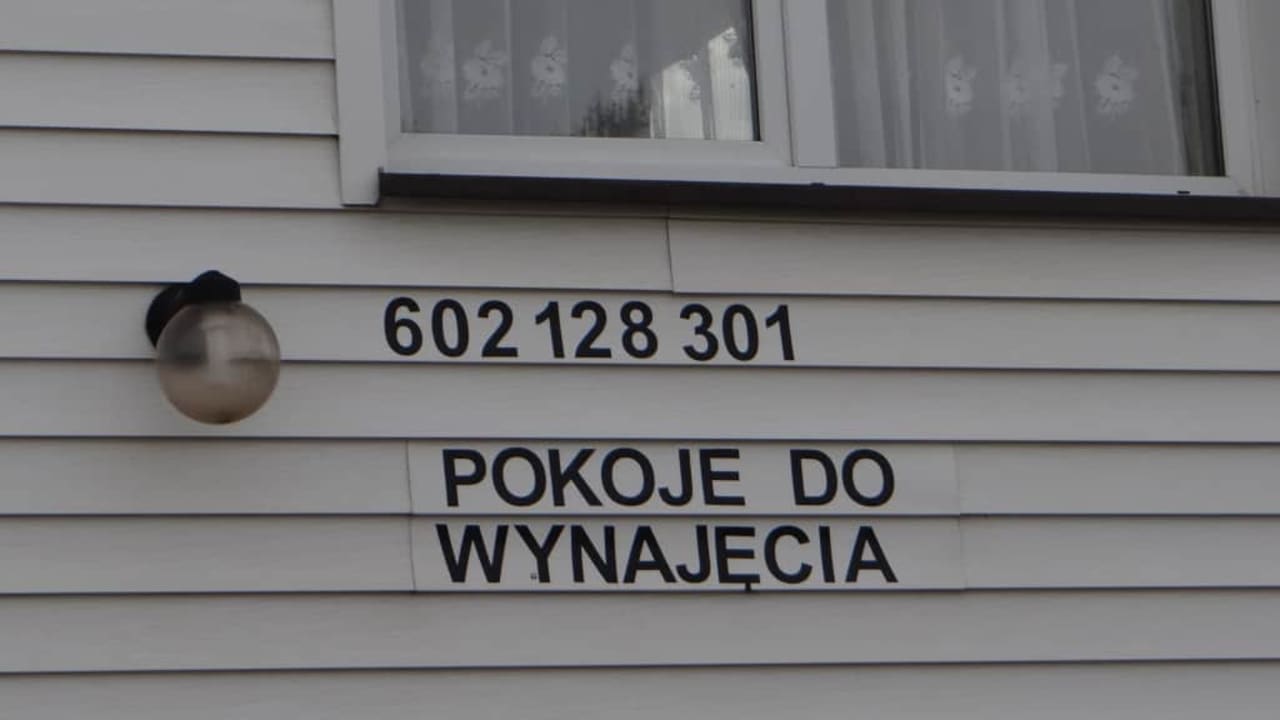 602 128 301
POKOJE DO
WYNAJĘCIA